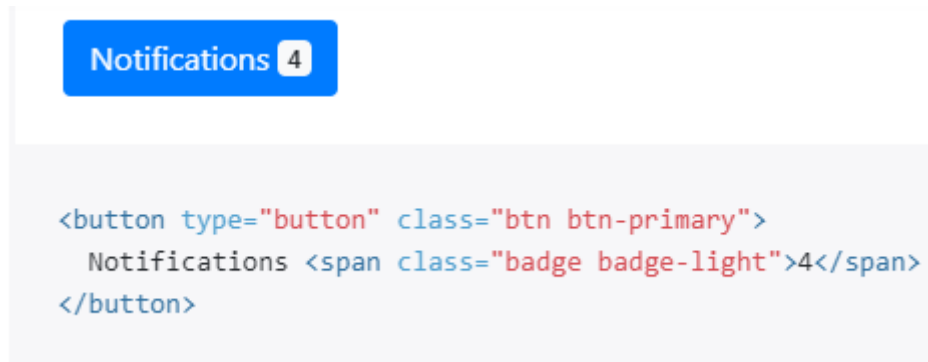 Notifications 4
<button type="button" class="btn btn-primary">
  Notifications <span class="badge badge-light">4</span>
</button>